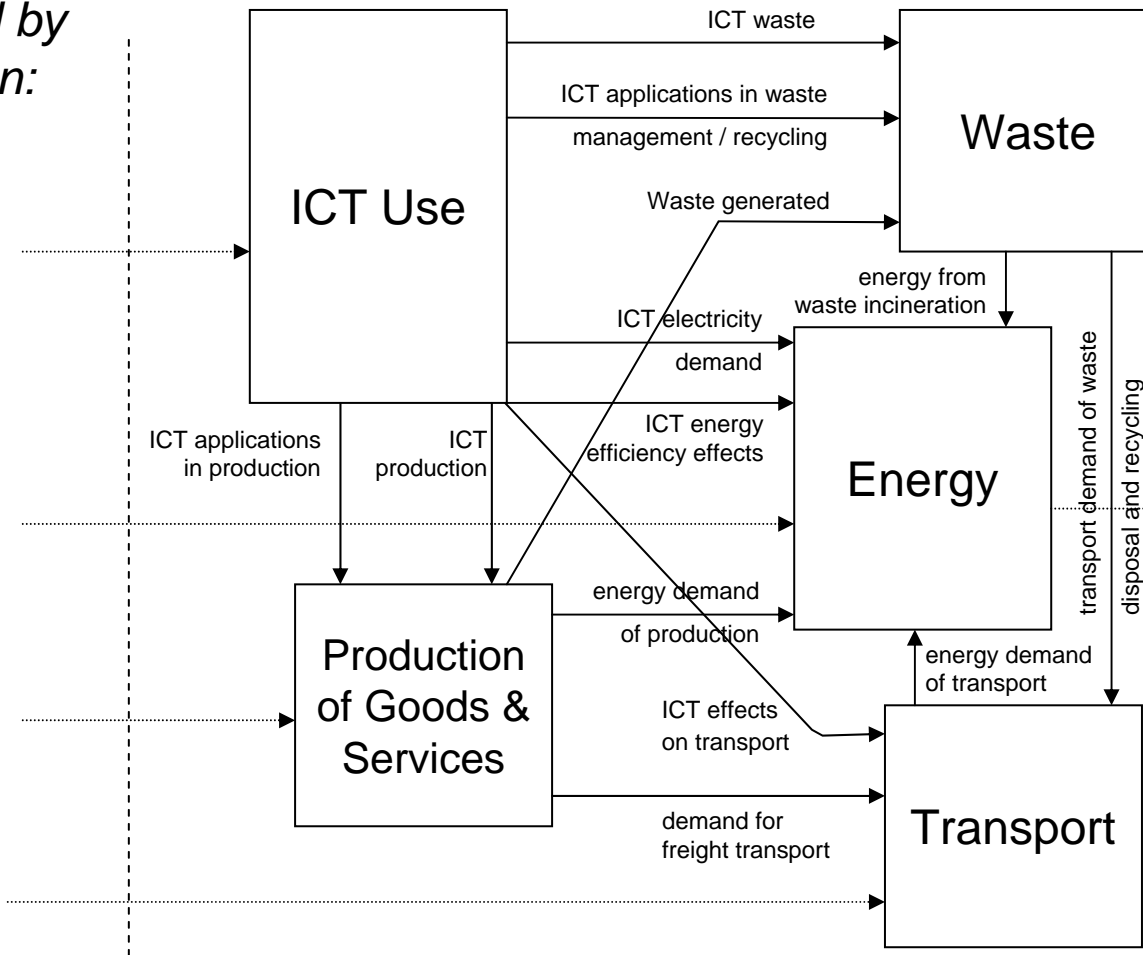 by
n:
ICT Use
ICT waste
ICT applications in waste
management / recycling
Waste generated
Waste
energy from
waste incineration
ICT electricity
demand
ICT energy
efficiency effects
Energy
transport demand of waste
disposal and recycling
ICT applications
in production
ICT
production
Production
of Goods &
Services
energy demand
of production
energy demand
of transport
ICT effects
on transport
demand for
freight transport
Transport